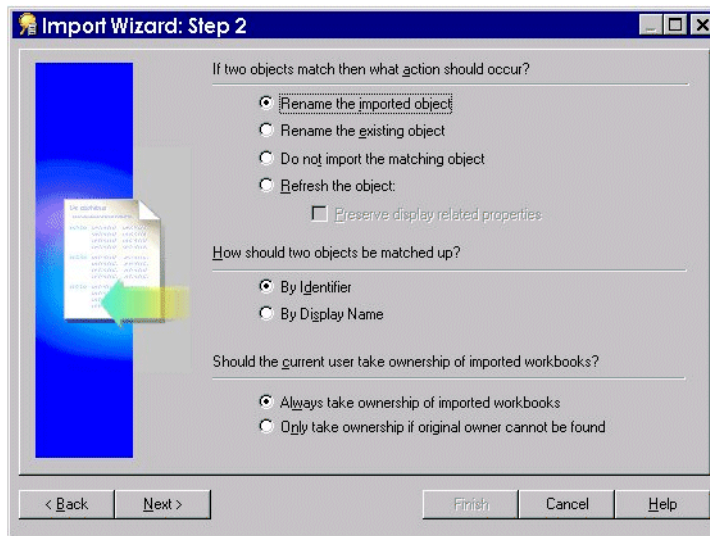 Import Wizard: Step 2
If two objects match then what action should occur?
Rename the imported object
Rename the existing object
Do not import the matching object
Refresh the object:
Preserve display related properties
How should two objects be matched up?
By Identifier
By Display Name
Should the current user take ownership of imported workbooks?
Always take ownership of imported workbooks
Only take ownership if original owner cannot be found
< Back Next > Finish Cancel Help